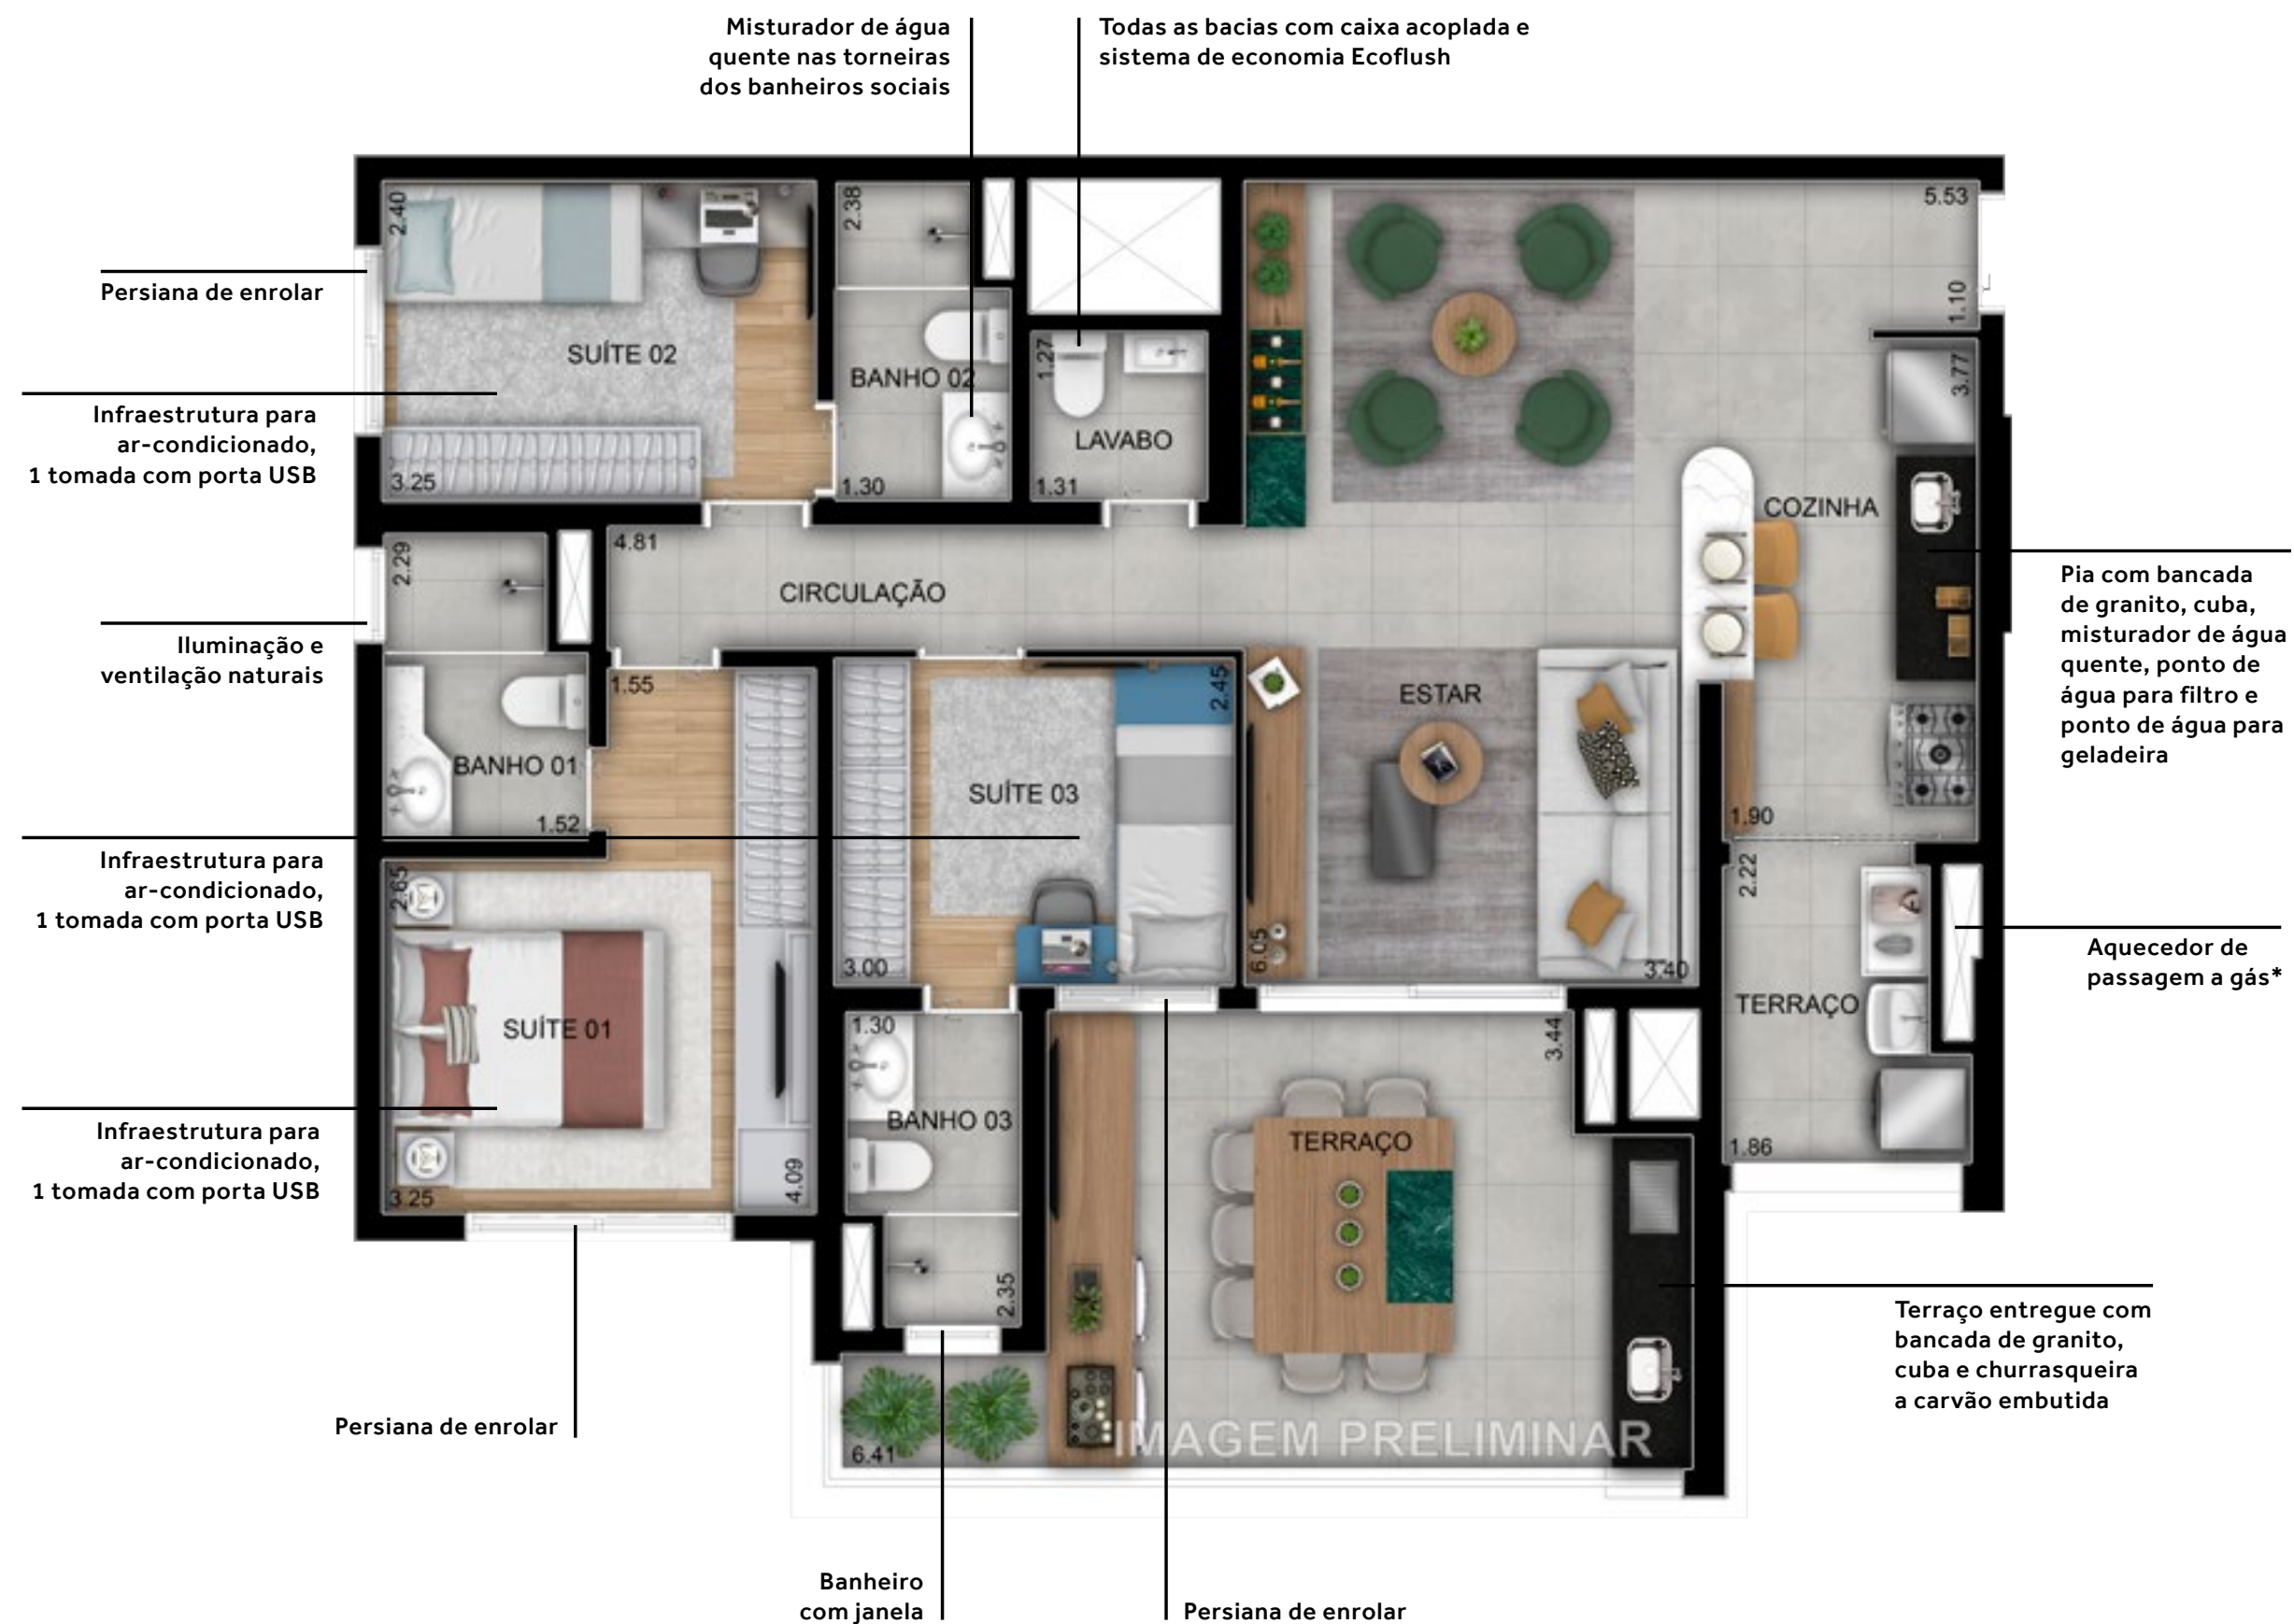 Misturador de água
quente nas torneiras
dos banheiros sociais
Todas as bacias com caixa acoplada e
sistema de economia Ecoflush
Persiana de enrolar
Infraestrutura para
ar-condicionado,
1 tomada com porta USB
Iluminação e
ventilação naturais
Infraestrutura para
ar-condicionado,
1 tomada com porta USB
Infraestrutura para
ar-condicionado,
1 tomada com porta USB
2.40
SUÍTE 02
3.25
2.38
BANHO 02
1.30
1.27
LAVABO
1.31
5.53
1.10
3.77
COZINHA
1.90
2.29
BANHO 01
1.52
4.81
CIRCULAÇÃO
1.55
2.65
SUÍTE 01
3.25
4.09
2.45
SUÍTE 03
3.00
ESTAR
6.05
3.40
2.22
TERRAÇO
1.86
1.30
BANHO 03
2.35
3.44
TERRAÇO
6.41
IMAGEM PRELIMINAR
Pia com bancada
de granito, cuba,
misturador de água
quente, ponto de
água para filtro e
ponto de água para
geladeira
Aquecedor de
passagem a gás*
Terraço entregue com
bancada de granito,
cuba e churrasqueira
a carvão embutida
Persiana de enrolar
Banheiro
com janela
Persiana de enrolar